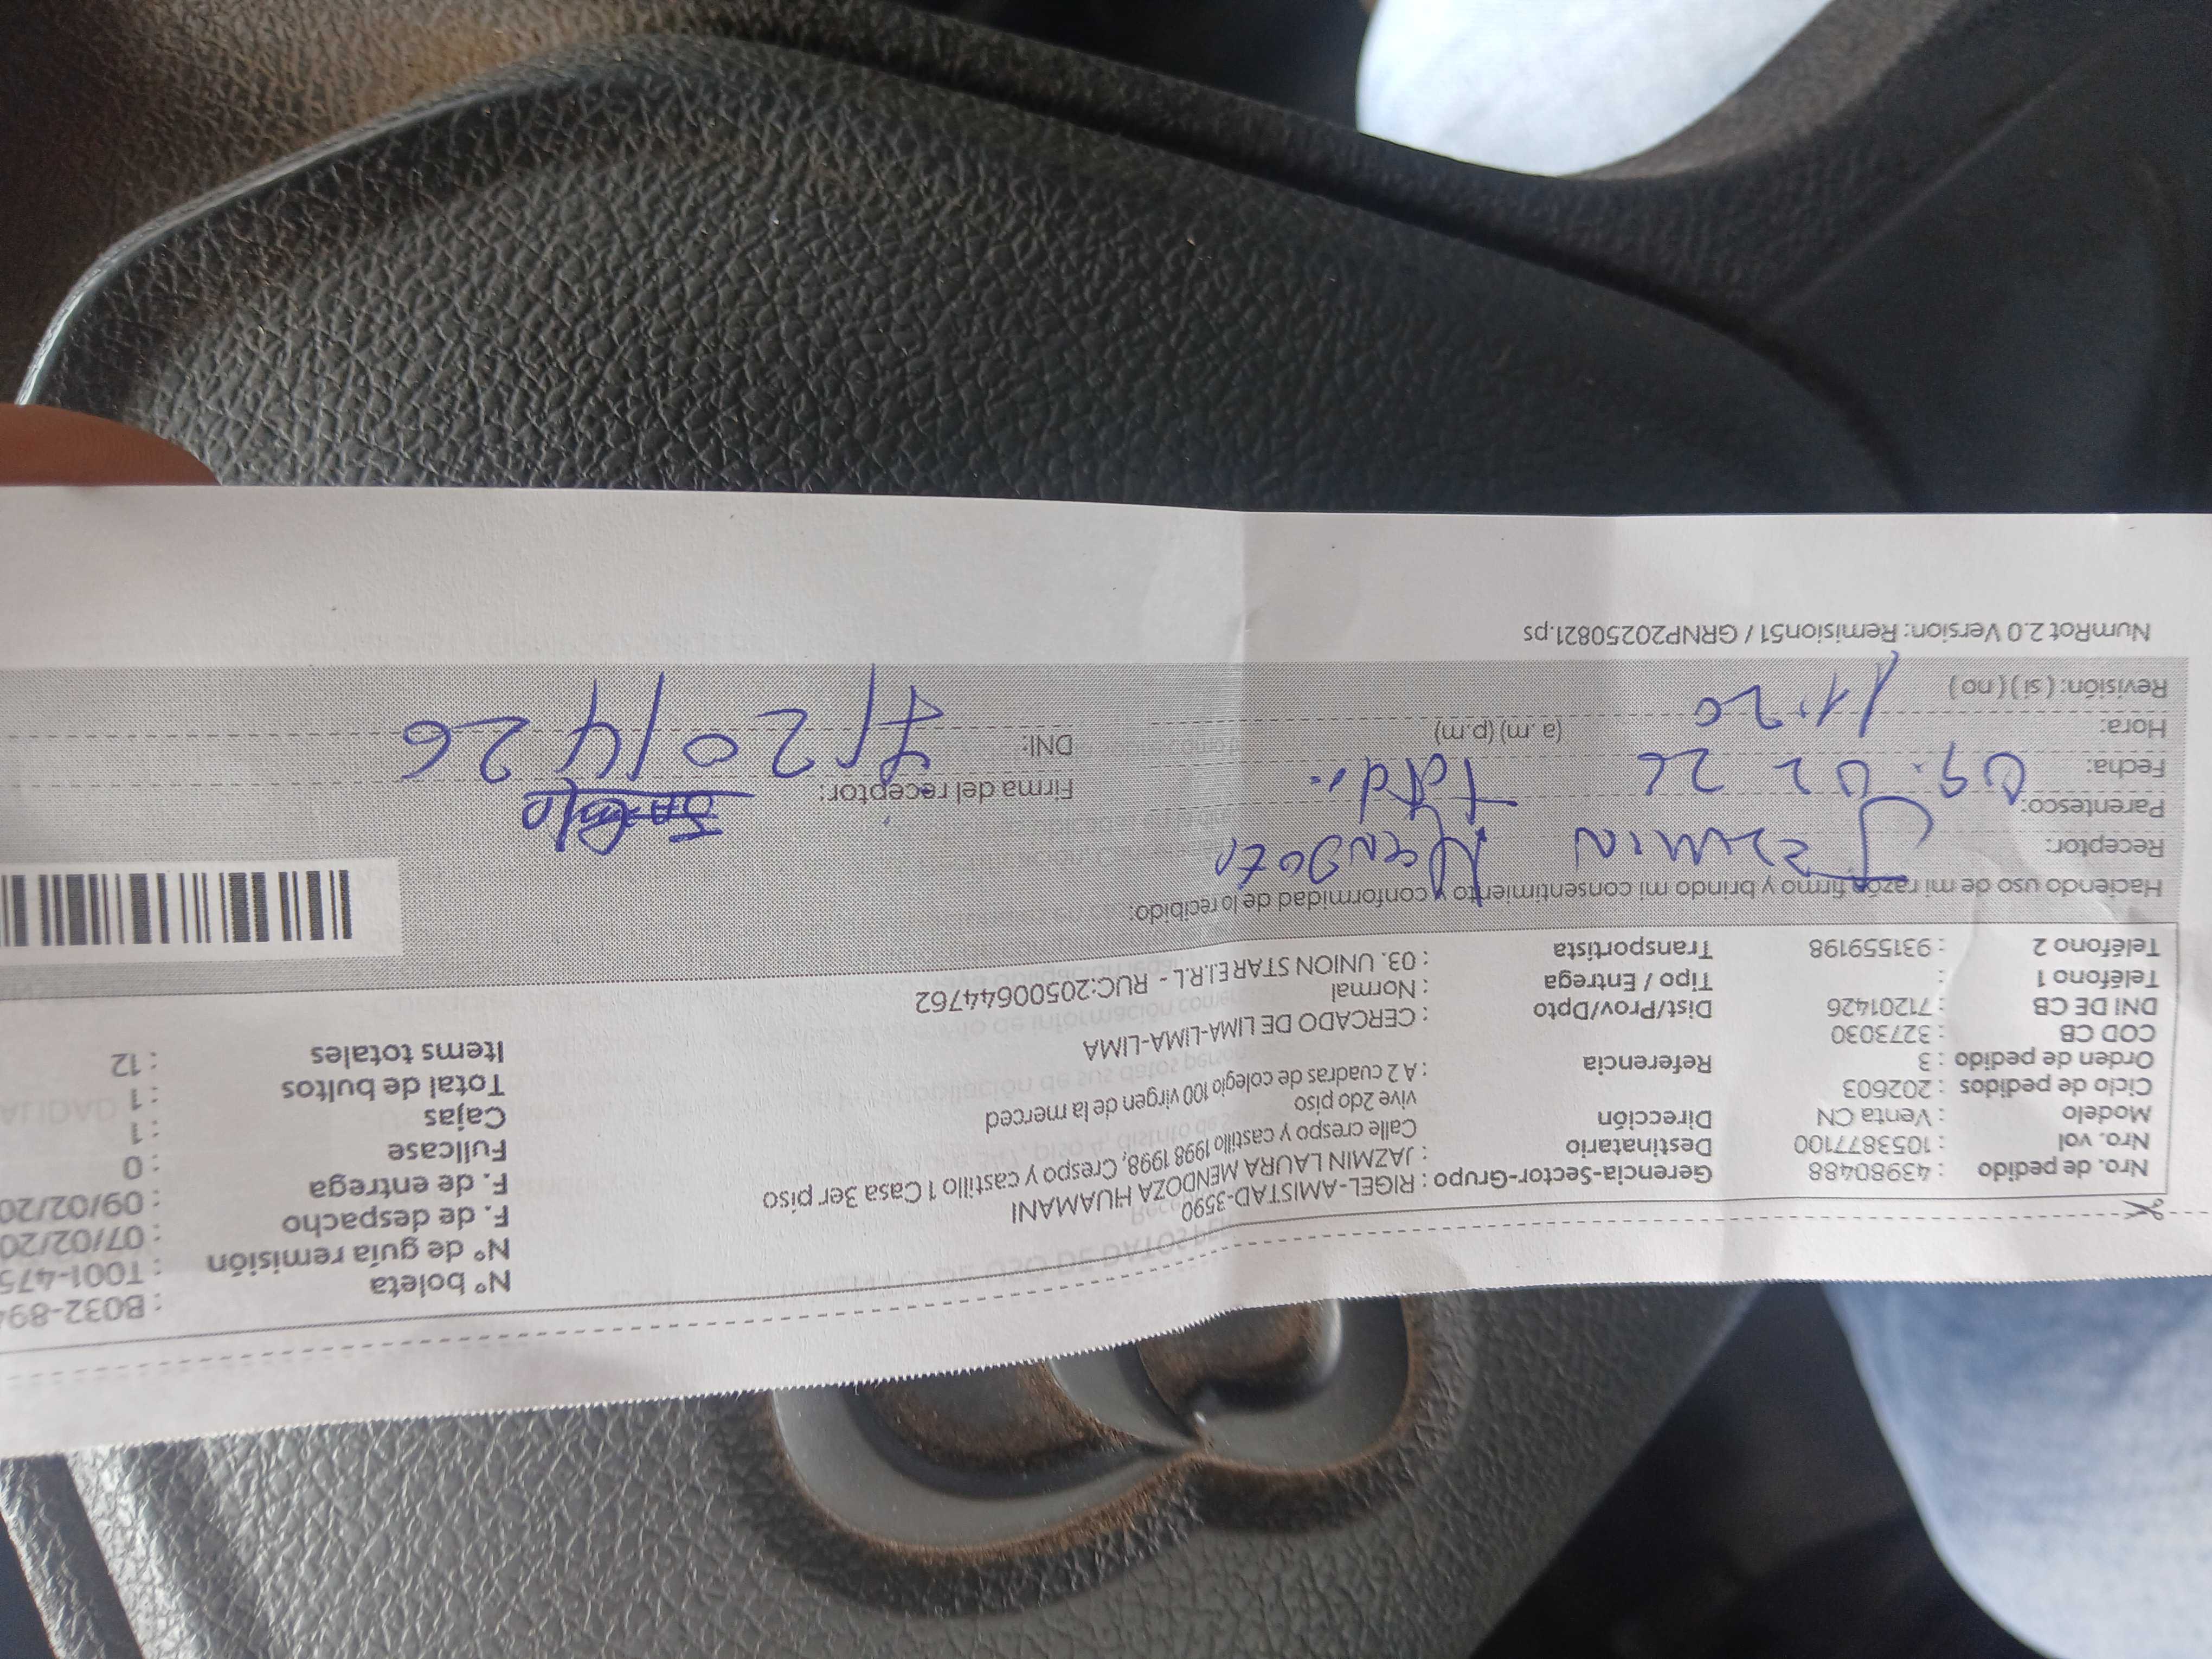 Nro. de pedido : 43980488
Nro. vol : 1053877100
Modelo : Venta CN
Ciclo de pedidos : 202603
Orden de pedido : 3
COD CB : 3273030
DNI DE CB : 71201426
Teléfono 1 :
Teléfono 2 : 931559198
Gerencia-Sector-Grupo : RIGEL-AMISTAD-3590
Destinatario : JAZMIN LAURA MENDOZA HUAMANI
Dirección Calle crespo y castillo 1998 1998, Crespo y castillo 1 Casa 3er piso
vive 2do piso
Referencia : A 2 cuadras de colegio 100 virgen de la merced
Dist/Prov/Dpto : CERCADO DE LIMA-LIMA-LIMA
Tipo / Entrega : Normal
Transportista : 03. UNION STAR E.I.R.L - RUC:20500644762
N° boleta : B032-894
N° de guía remisión : T001-475
F. de despacho : 07/02/20
F. de entrega : 09/02/20
Fullcase : 0
Cajas : 1
Total de bultos : 1
Items totales : 12
Haciendo uso de mi razón, firmo y brindo mi consentimiento y conformidad de lo recibido:
Receptor: Mendoza
Parentesco:
Fecha: 09.02 26
Hora: 11:20 (a.m) (p.m)
Revisión: ( sí ) ( no )
Firma del receptor:
DNI: 71201426
NumRot 2.0 Version: Remision51 / GRNP20250821.ps